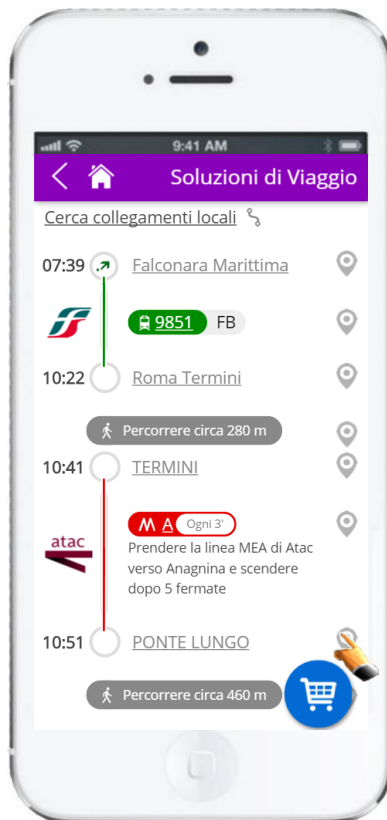 9:41 AM
Soluzioni di Viaggio
Cerca collegamenti locali
07:39 Falconara Marittima
9851 FB
10:22 Roma Termini
Percorrere circa 280 m
10:41 TERMINI
M A Ogni 3'
atac
Prendere la linea MEA di Atac
verso Anagnina e scendere
dopo 5 fermate
10:51 PONTE LUNGO
Percorrere circa 460 m